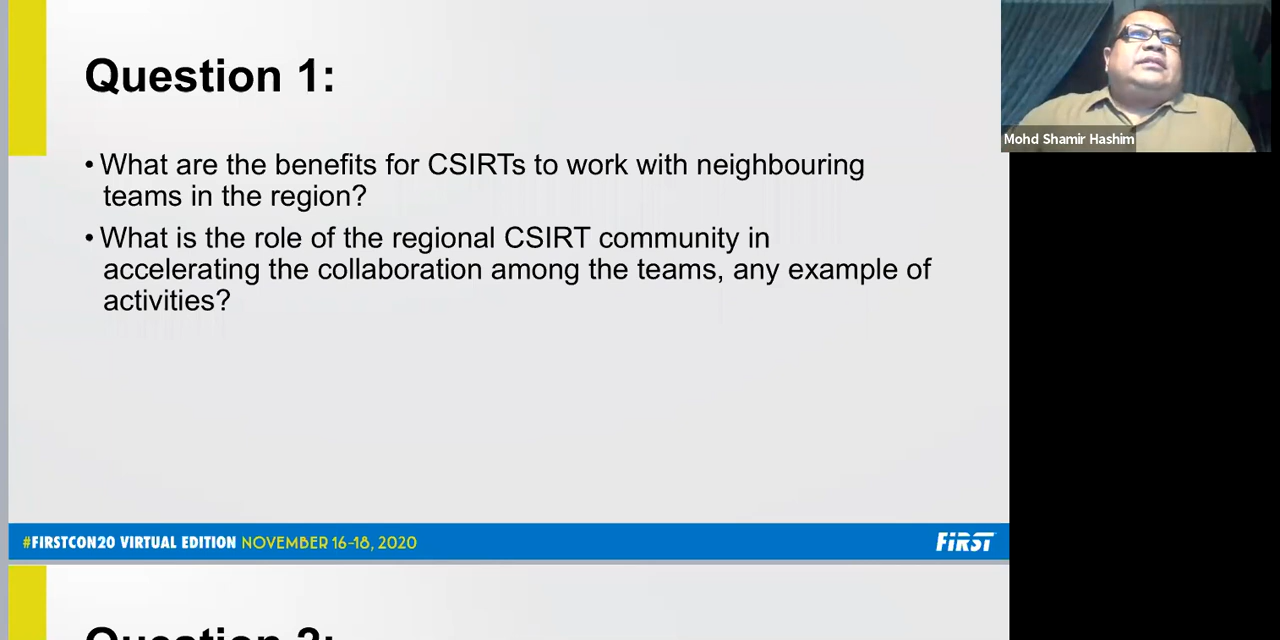 Question 1:
• What are the benefits for CSIRTs to work with neighbouring
teams in the region?
• What is the role of the regional CSIRT community in
accelerating the collaboration among the teams, any example of
activities?
Mohd Shamir Hashim
#FIRSTCON20 VIRTUAL EDITION NOVEMBER 16-18, 2020
FIRST
Question 2: